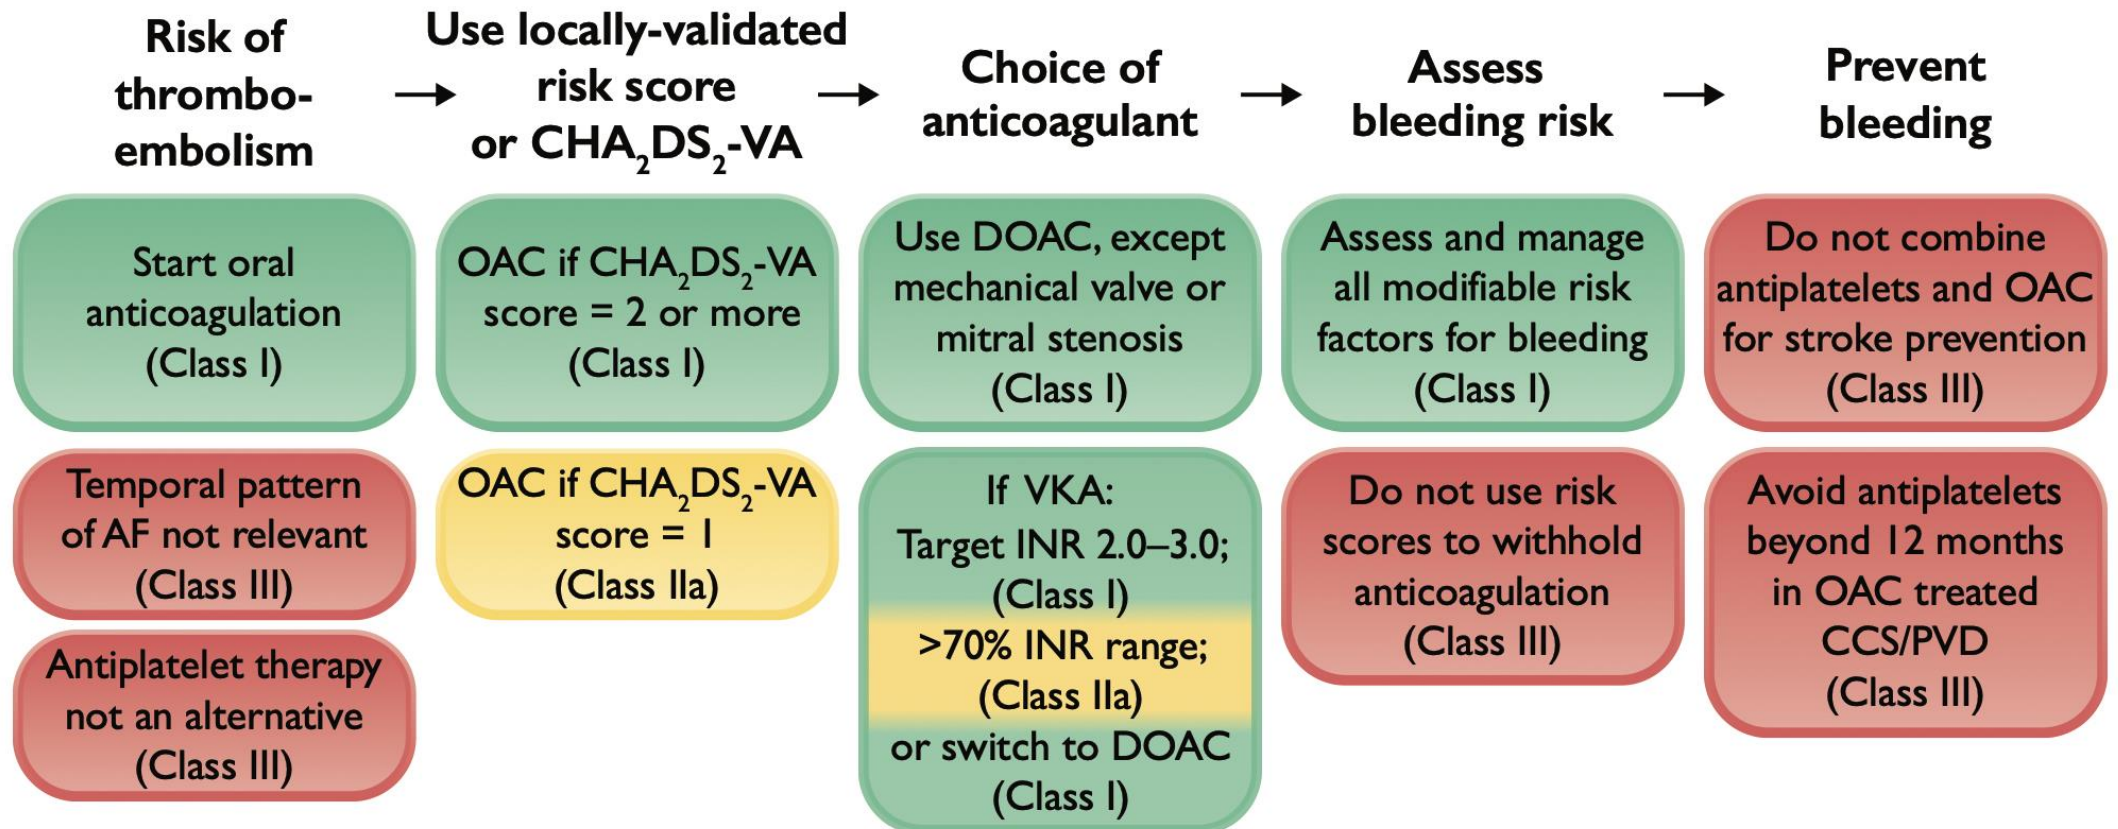 Risk of
thrombo-
embolism
Use locally-validated
risk score
or CHA₂DS₂-VA
Choice of
anticoagulant
Assess
bleeding risk
Prevent
bleeding
Start oral
anticoagulation
(Class I)
Temporal pattern
of AF not relevant
(Class III)
Antiplatelet therapy
not an alternative
(Class III)
OAC if CHA₂DS₂-VA
score = 2 or more
(Class I)
OAC if CHA₂DS₂-VA
score = 1
(Class IIa)
Use DOAC, except
mechanical valve or
mitral stenosis
(Class I)
If VKA:
Target INR 2.0–3.0;
(Class I)
>70% INR range;
(Class IIa)
or switch to DOAC
(Class I)
Assess and manage
all modifiable risk
factors for bleeding
(Class I)
Do not use risk
scores to withhold
anticoagulation
(Class III)
Do not combine
antiplatelets and OAC
for stroke prevention
(Class III)
Avoid antiplatelets
beyond 12 months
in OAC treated
CCS/PVD
(Class III)